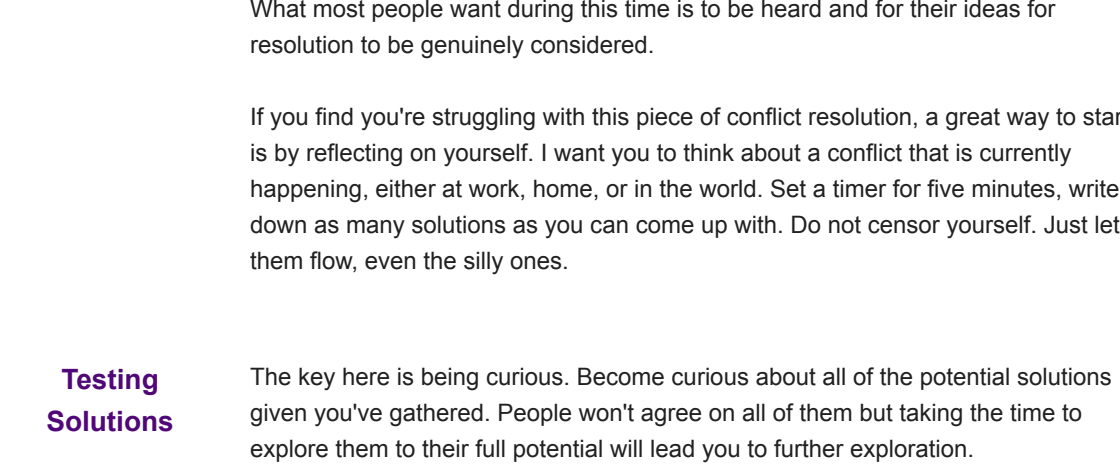 What most people want during this time is to be heard and for their ideas for
resolution to be genuinely considered.
If you find you're struggling with this piece of conflict resolution, a great way to star
is by reflecting on yourself. I want you to think about a conflict that is currently
happening, either at work, home, or in the world. Set a timer for five minutes, write
down as many solutions as you can come up with. Do not censor yourself. Just let
them flow, even the silly ones.
Testing
Solutions
The key here is being curious. Become curious about all of the potential solutions
given you've gathered. People won't agree on all of them but taking the time to
explore them to their full potential will lead you to further exploration.